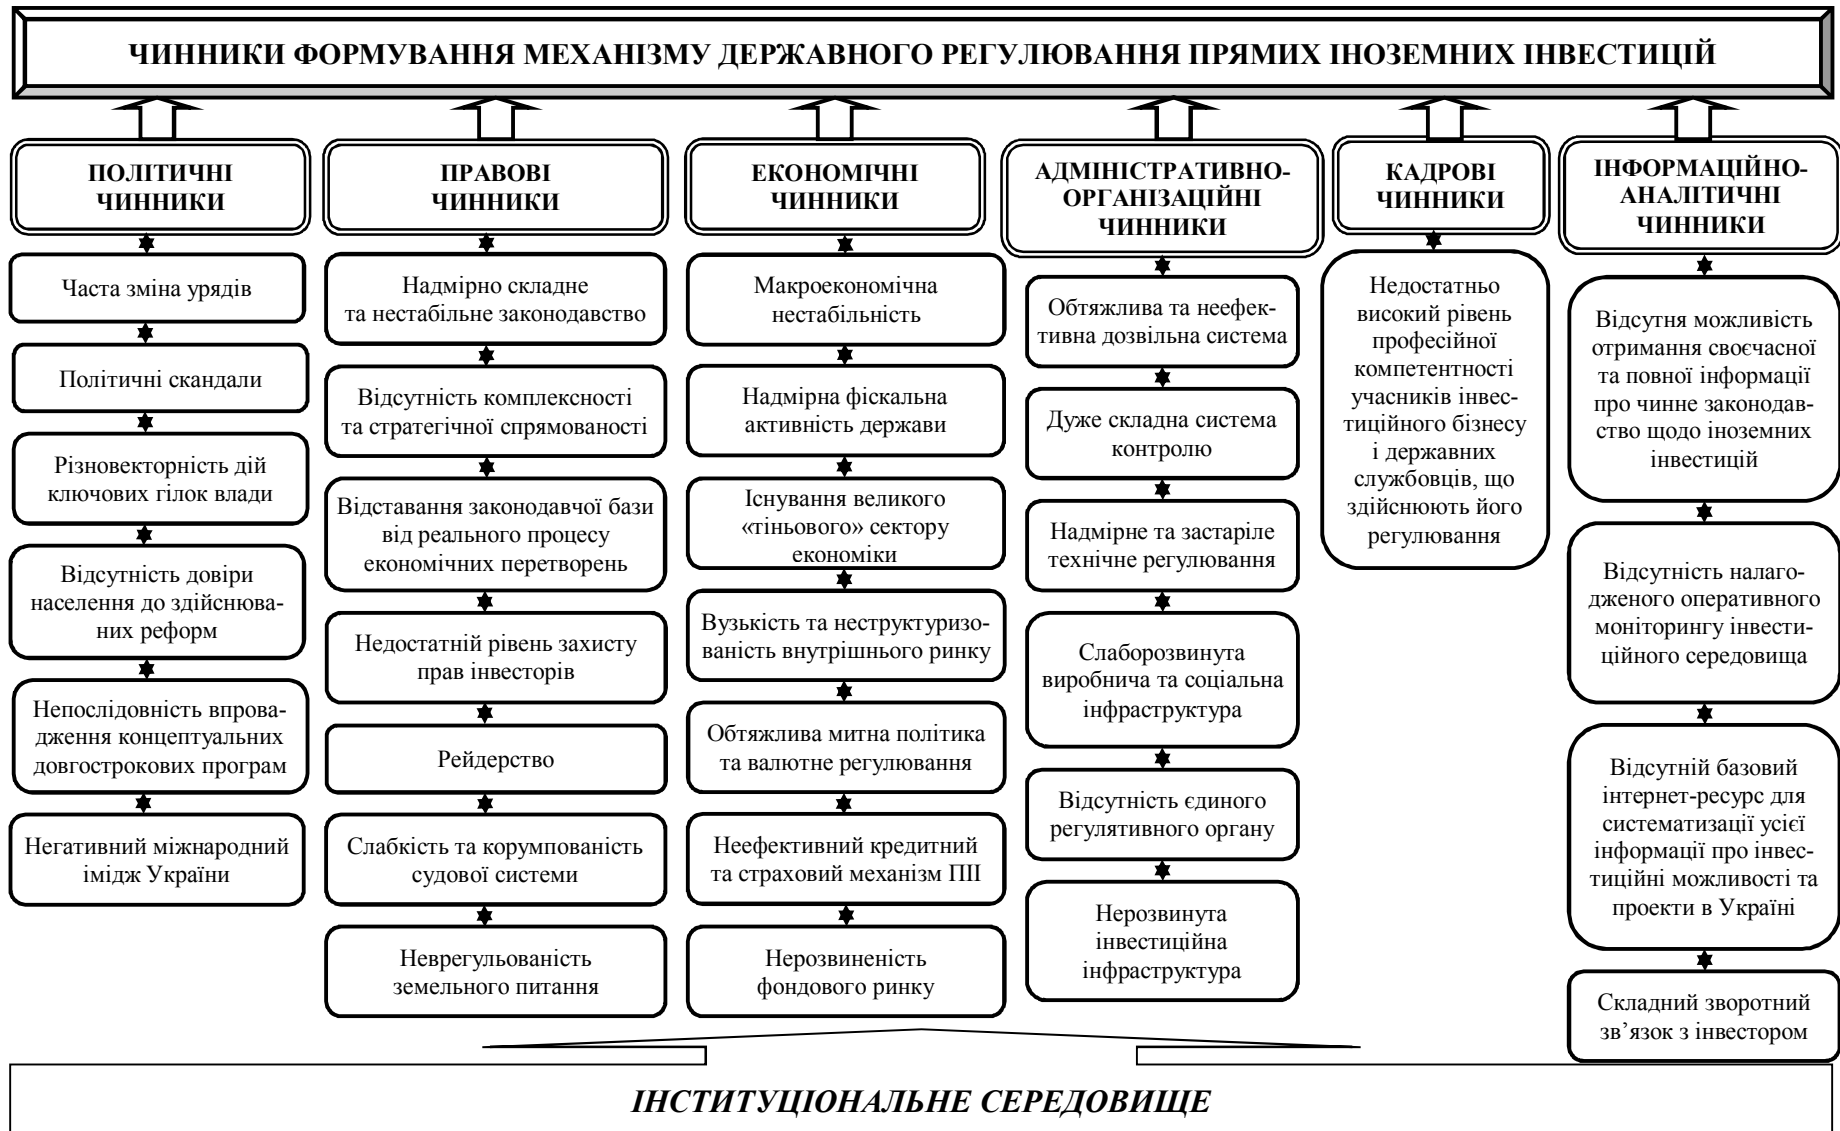 ЧИННИКИ ФОРМУВАННЯ МЕХАНІЗМУ ДЕРЖАВНОГО РЕГУЛЮВАННЯ ПРЯМИХ ІНОЗЕМНИХ ІНВЕСТИЦІЙ
ПОЛІТИЧНІ
ЧИННИКИ
Часта зміна урядів
Політичні скандали
Різновекторність дій
ключових гілок влади
Відсутність довіри
населення до здійснюва-
них реформ
Непослідовність впрова-
дження концептуальних
довгострокових програм
Негативний міжнародний
імідж України
ПРАВОВІ
ЧИННИКИ
Надмірно складне
та нестабільне законодавство
Відсутність комплексності
та стратегічної спрямованості
Відставання законодавчої бази
від реального процесу
економічних перетворень
Недостатній рівень захисту
прав інвесторів
Рейдерство
Слабкість та корумпованість
судової системи
Неврегульованість
земельного питання
ЕКОНОМІЧНІ
ЧИННИКИ
Макроекономічна
нестабільність
Надмірна фіскальна
активність держави
Існування великого
«тіньового» сектору
економіки
Вузькість та неструктуризо-
ваність внутрішнього ринку
Обтяжлива митна політика
та валютне регулювання
Неефективний кредитний
та страховий механізм ПІІ
Нерозвиненість
фондового ринку
АДМІНІСТРАТИВНО-
ОРГАНІЗАЦІЙНІ
ЧИННИКИ
Обтяжлива та неефек-
тивна дозвільна система
Дуже складна система
контролю
Надмірне та застаріле
технічне регулювання
Слаборозвинута
виробнича та соціальна
інфраструктура
Відсутність єдиного
регулятивного органу
Нерозвинута
інвестиційна
інфраструктура
КАДРОВІ
ЧИННИКИ
Недостатньо
високий рівень
професійної
компетентності
учасників інвес-
тиційного бізнесу
і державних
службовців, що
здійснюють його
регулювання
ІНФОРМАЦІЙНО-
АНАЛІТИЧНІ
ЧИННИКИ
Відсутня можливість
отримання своєчасної
та повної інформації
про чинне законодав-
ство щодо іноземних
інвестицій
Відсутність налаго-
дженого оперативного
моніторингу інвести-
ційного середовища
Відсутній базовий
інтернет-ресурс для
систематизації усієї
інформації про інвес-
тиційні можливості та
проекти в Україні
Складний зворотний
зв’язок з інвестором
ІНСТИТУЦІОНАЛЬНЕ СЕРЕДОВИЩЕ